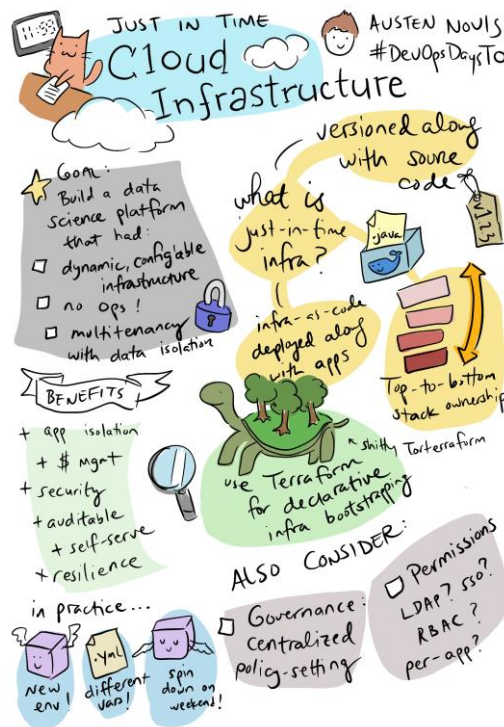 11:59
JUST IN TIME
Cloud
Infrastructure
AUSTEN NOVIS
#DevOpsDaysTO
GOAL:
Build a data
science platform
that had:
dynamic, configable
infrastructure
no ops!
multitenancy
with data isolation
what is
just-in-time
infra?
versioned along
with source
code
v1.23
.java
infra-as-code
deployed along
with apps
Top-to-bottom
stack ownership
BENEFITS
+ app isolation
+ $ mgmt
+ security
+ auditable
+ self-serve
+ resilience
shitty Torterraform
use Terraform
for declarative
infra bootstrapping
in practice...
new
env!
.yml
different
vars!
spin
down on
weekend!
ALSO CONSIDER:
Governance:
centralized
policy-setting
Permissions
LDAP? SSO?
RBAC?
per-app?